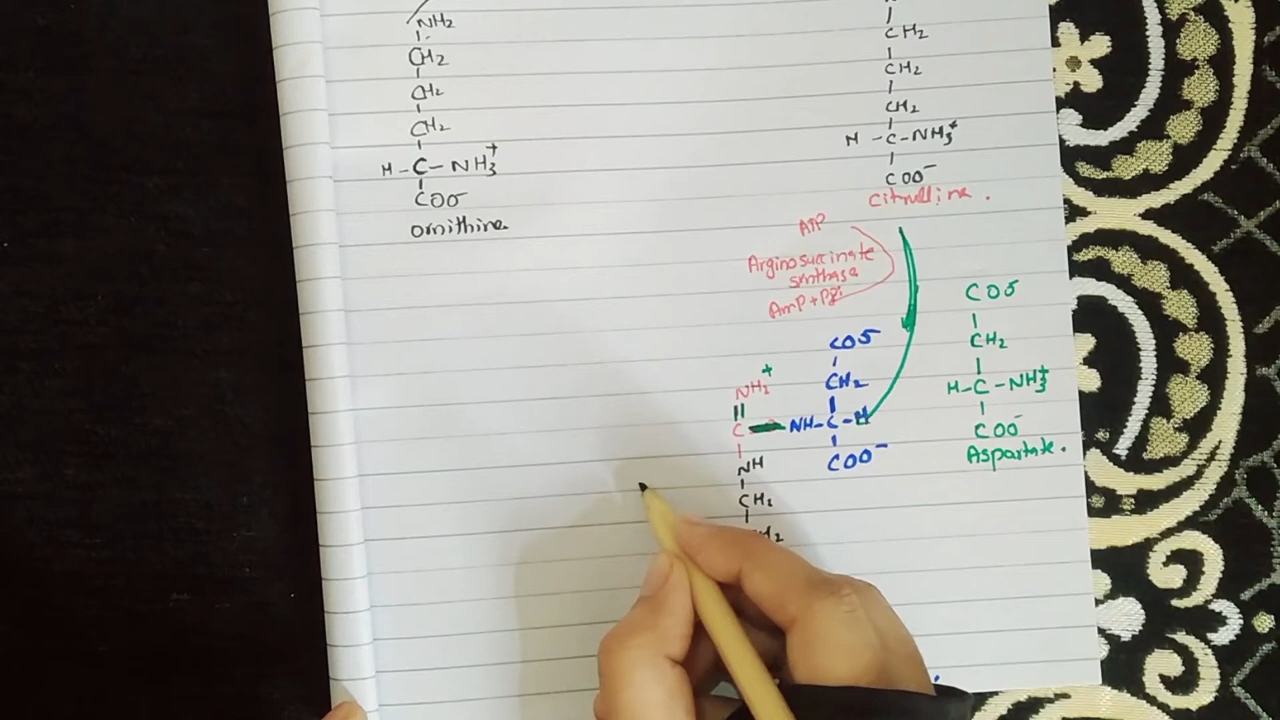 NH2
CH2
CH2
CH2
H-C-NH3+
COO-
ornithine
CH2
CH2
CH2
H-C-NH3+
COO-
citrulline.
ATP
Arginosuccinate
synthase
AMP+PPi
COO-
CH2
NH-C-H
COO-
NH2+
C
NH
CH2
COO-
CH2
H-C-NH3+
COO-
Aspartate.